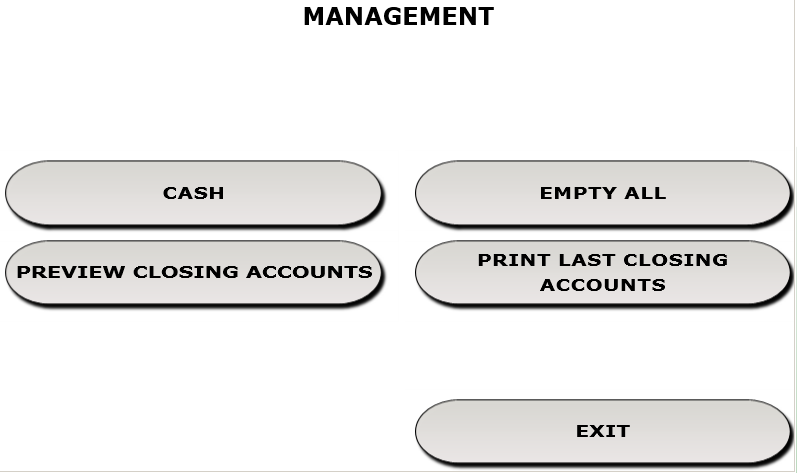 MANAGEMENT
CASH
EMPTY ALL
PREVIEW CLOSING ACCOUNTS
PRINT LAST CLOSING
ACCOUNTS
EXIT